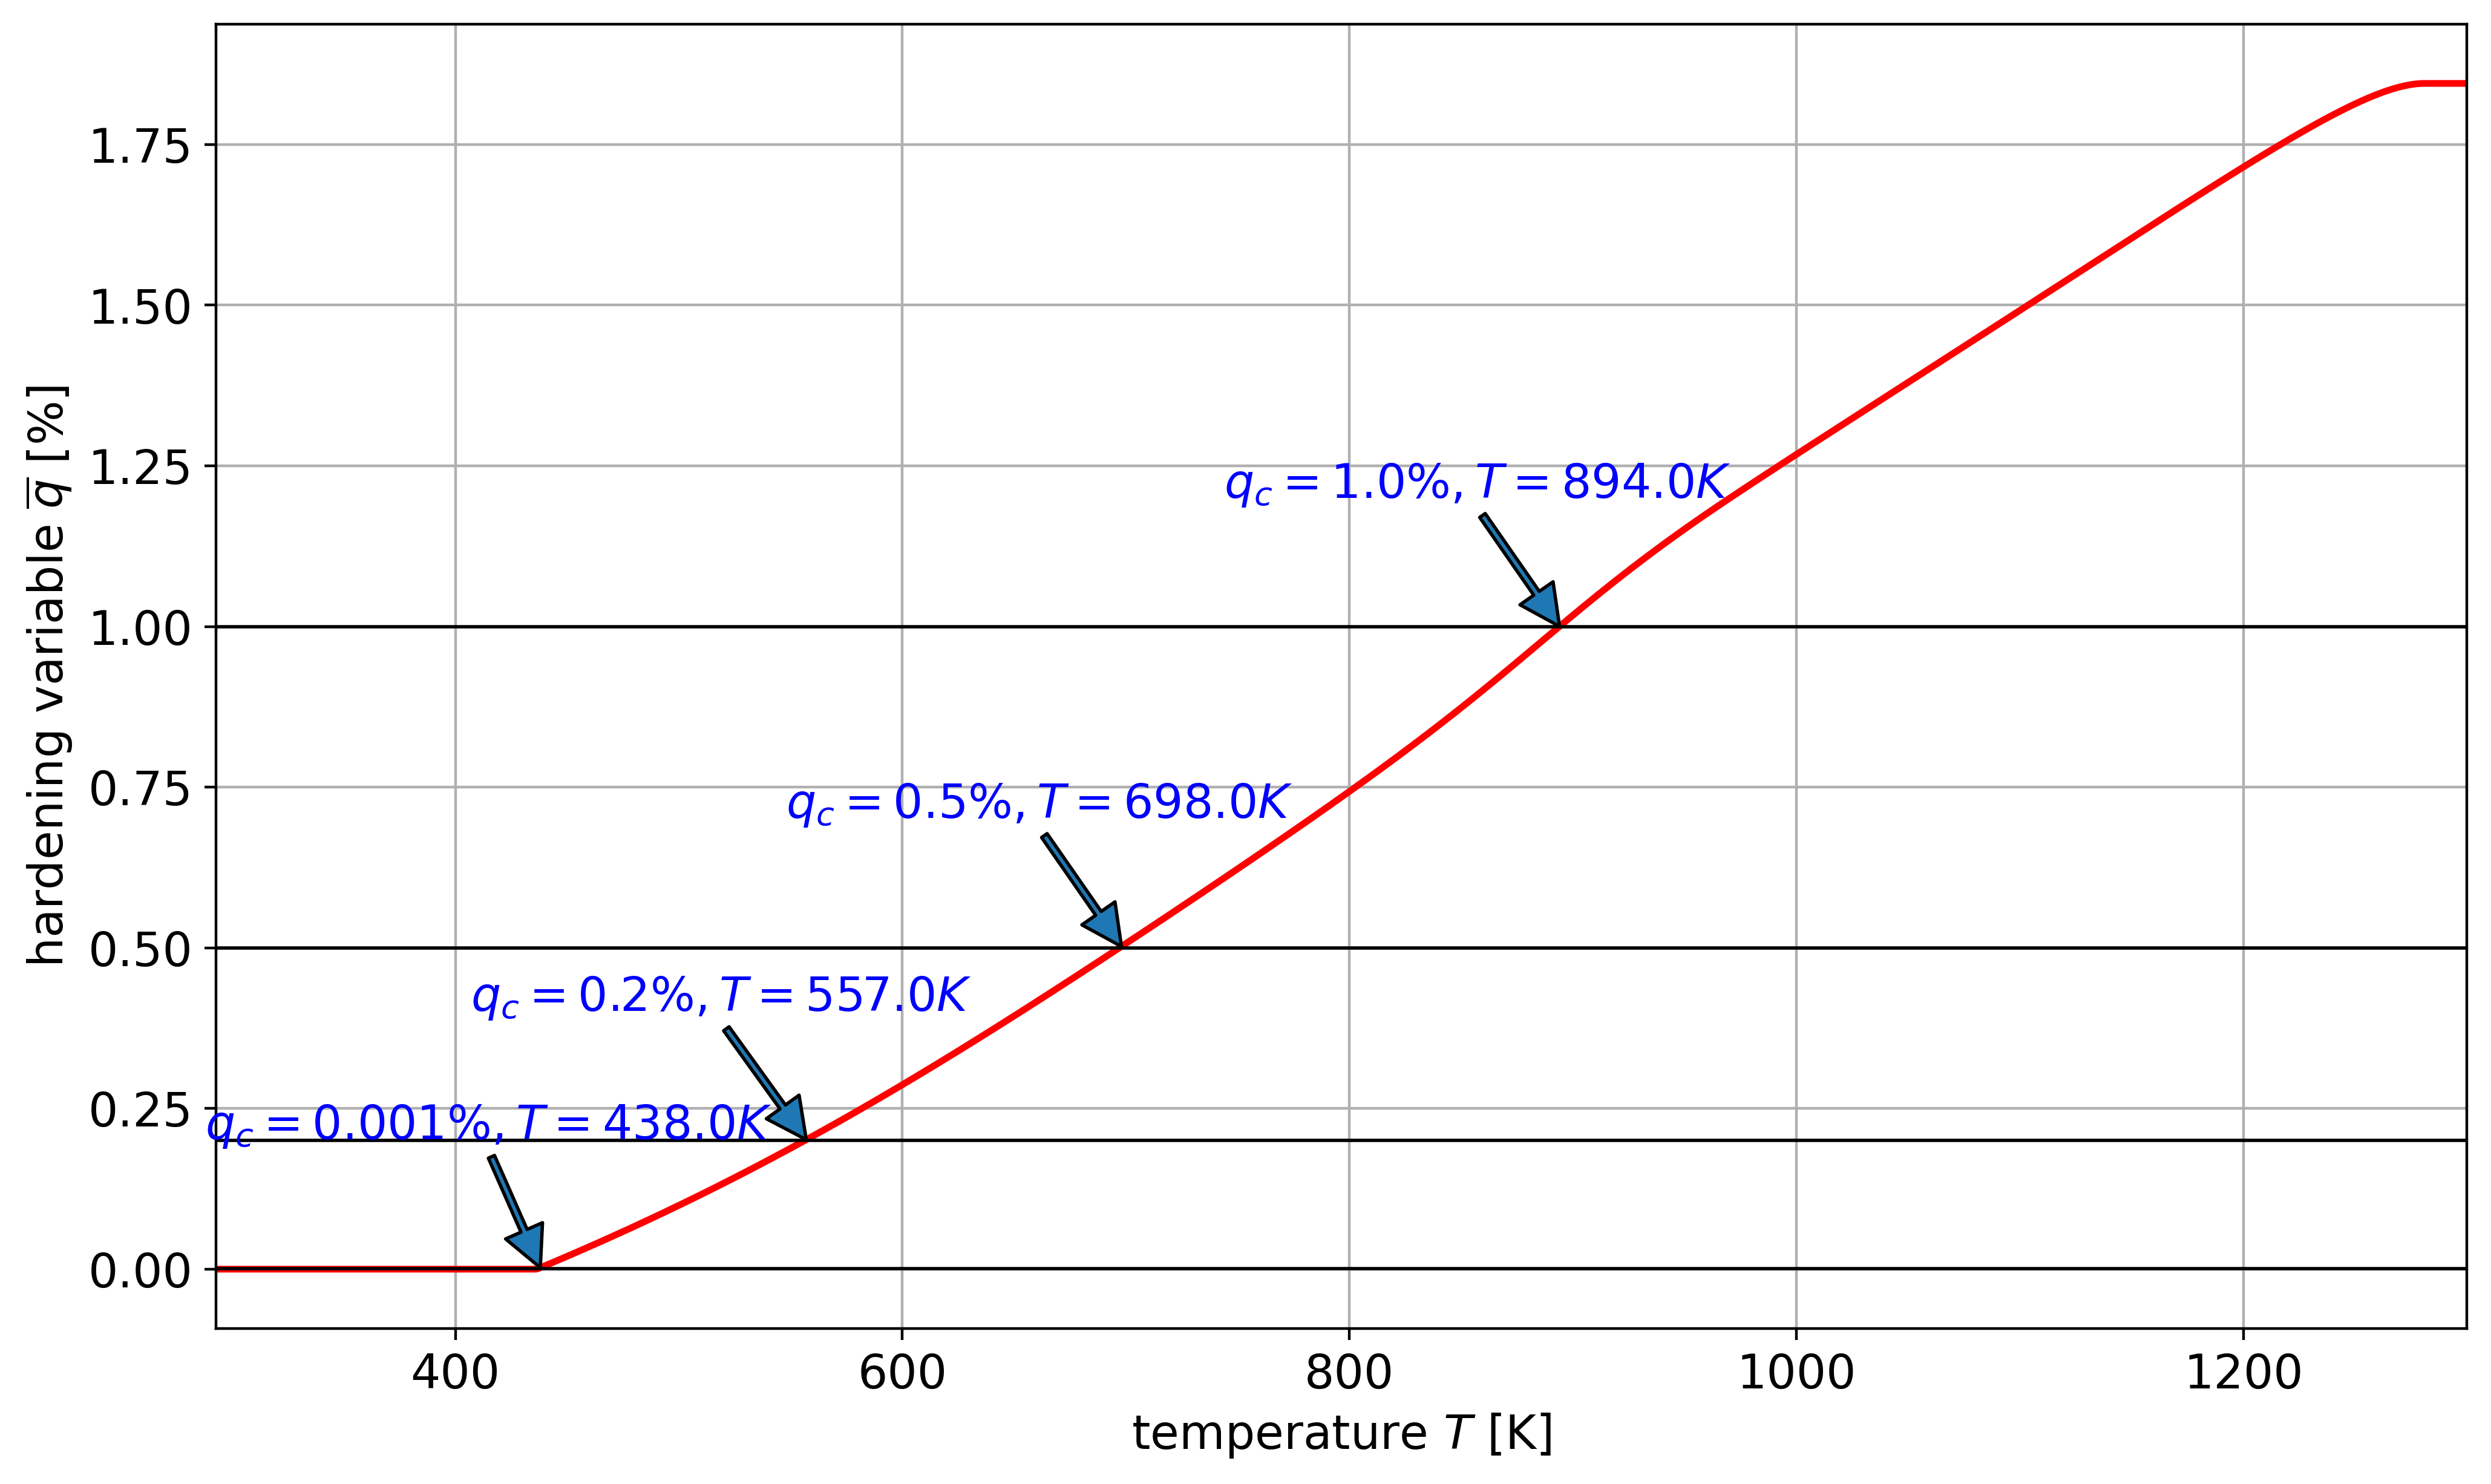 hardening variable q̅ [%]
1.75
1.50
1.25
1.00
0.75
0.50
0.25
0.00
q_c = 1.0%, T = 894.0K
q_c = 0.5%, T = 698.0K
q_c = 0.2%, T = 557.0K
q_c = 0.001%, T = 438.0K
400
600
800
1000
1200
temperature T [K]